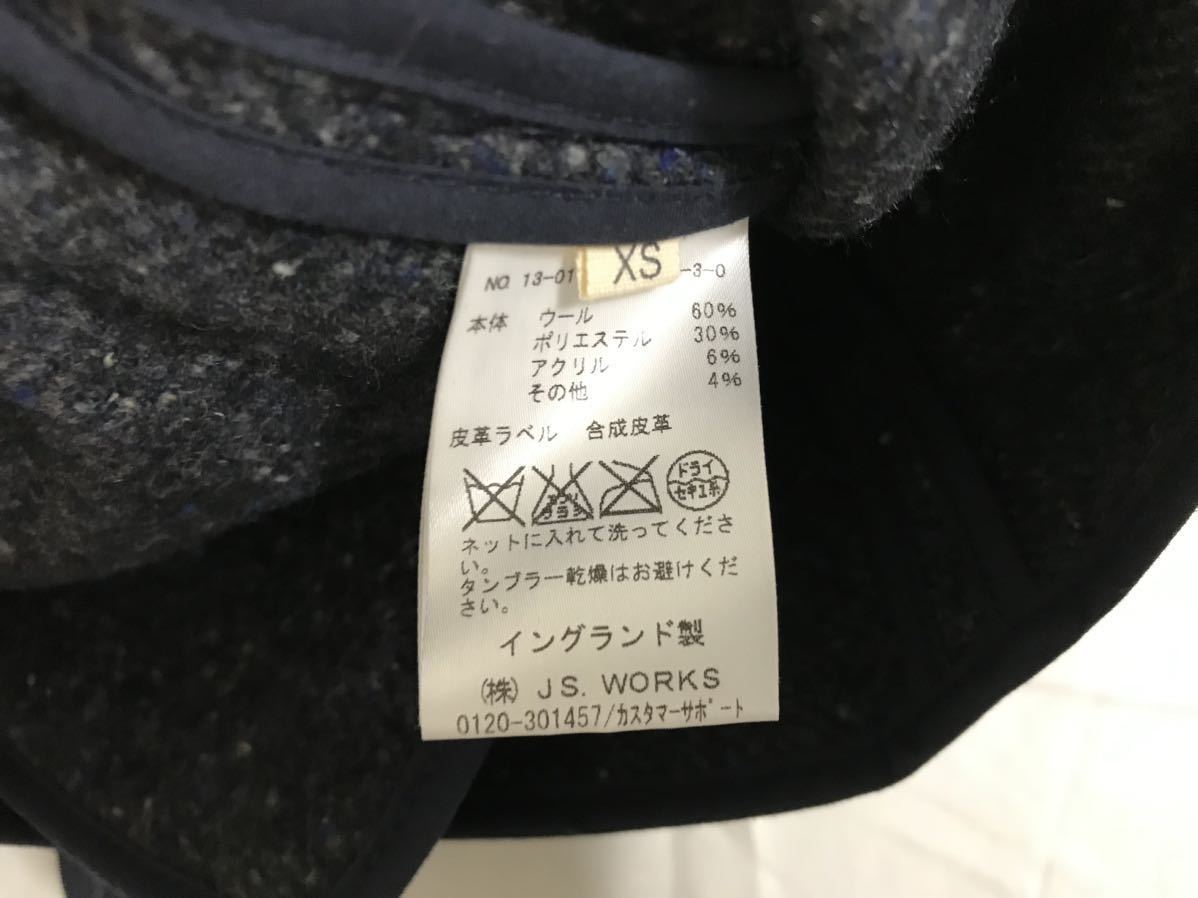 XS
NO. 13-01 -3-0
本体 ウール 60%
ポリエステル 30%
アクリル 6%
その他 4%
皮革ラベル 合成皮革
ドライ
セキユ系
ネットに入れて洗ってくださ
い。
タンブラー乾燥はお避けくだ
さい。
イングランド製
(株) J.S. WORKS
0120-301457/カスタマーサポート